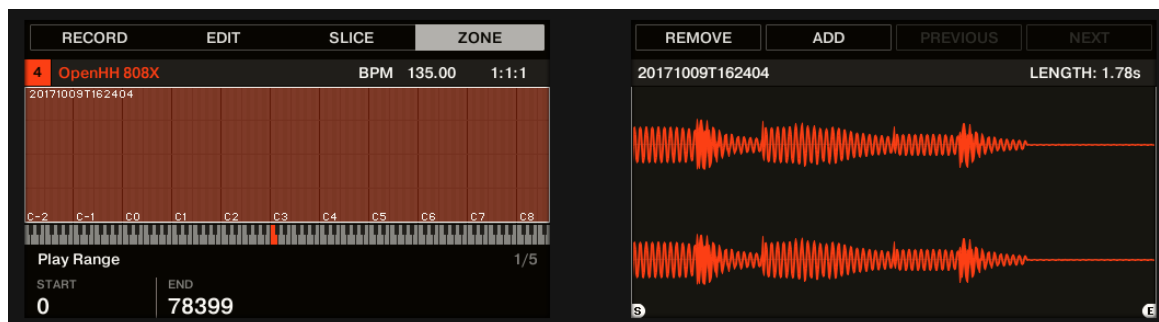 RECORD EDIT SLICE ZONE
4 OpenHH 808X BPM 135.00 1:1:1
20171009T162404
C-2 C-1 C0 C1 C2 C3 C4 C5 C6 C7 C8
Play Range 1/5
START END
0 78399
REMOVE ADD PREVIOUS NEXT
20171009T162404 LENGTH: 1.78s
S E